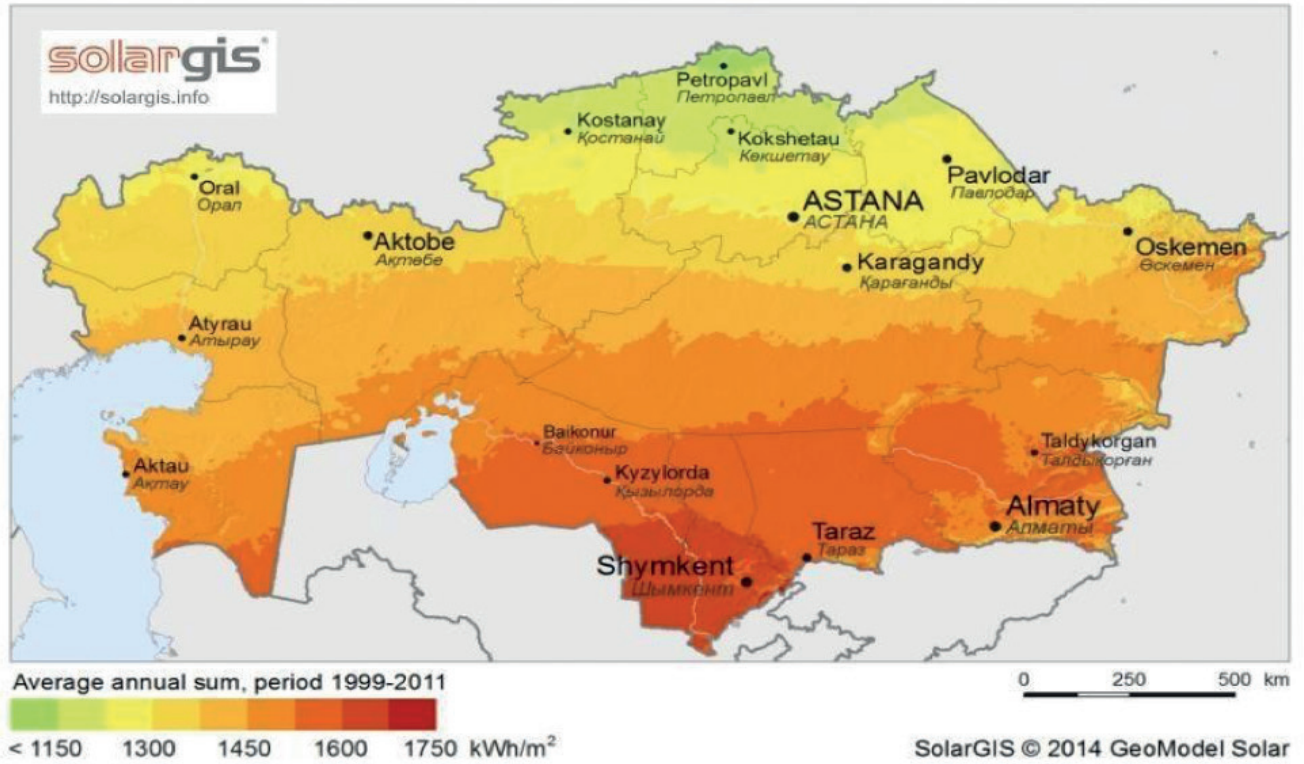 solargis
http://solargis.info
Petropavl
Петропавл
Kostanay
Қостанай
Kokshetau
Көкшетау
Pavlodar
Павлодар
Oral
Орал
ASTANA
АСТАНА
Aktobe
Ақтөбе
Oskemen
Өскемен
Karagandy
Қарағанды
Atyrau
Атырау
Baikonur
Байконыр
Taldykorgan
Талдықорған
Aktau
Ақтау
Kyzylorda
Қызылорда
Almaty
Алматы
Taraz
Тараз
Shymkent
Шымкент
Average annual sum, period 1999-2011
< 1150 1300 1450 1600 1750 kWh/m²
0 250 500 km
SolarGIS © 2014 GeoModel Solar